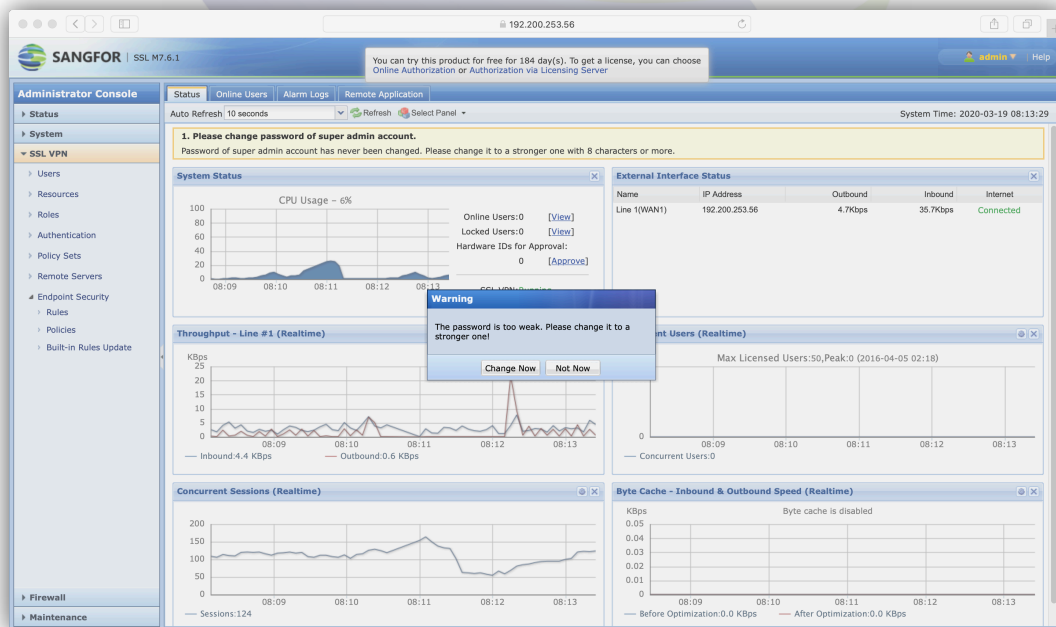 192.200.253.56
SANGFOR | SSL M7.6.1
You can try this product for free for 184 day(s). To get a license, you can choose
Online Authorization or Authorization via Licensing Server
admin | Help
Administrator Console
Status
System
SSL VPN
Users
Resources
Roles
Authentication
Policy Sets
Remote Servers
Endpoint Security
Rules
Policies
Built-in Rules Update
Firewall
Maintenance
Status Online Users Alarm Logs Remote Application
Auto Refresh 10 seconds Refresh Select Panel System Time: 2020-03-19 08:13:29
1. Please change password of super admin account.
Password of super admin account has never been changed. Please change it to a stronger one with 8 characters or more.
System Status
CPU Usage – 6%
100
80
60
40
20
0
08:09 08:10 08:11 08:12 08:13
Online Users:0 [View]
Locked Users:0 [View]
Hardware IDs for Approval:
0 [Approve]
SSL VPN:Running
External Interface Status
Name IP Address Outbound Inbound Internet
Line 1(WAN1) 192.200.253.56 4.7Kbps 35.7Kbps Connected
Warning
The password is too weak. Please change it to a
stronger one!
Change Now Not Now
Throughput - Line #1 (Realtime)
KBps
25
20
15
10
5
0
08:09 08:10 08:11 08:12 08:13
Inbound:4.4 KBps Outbound:0.6 KBps
Users (Realtime)
Max Licensed Users:50,Peak:0 (2016-04-05 02:18)
0
08:09 08:10 08:11 08:12 08:13
Concurrent Users:0
Concurrent Sessions (Realtime)
200
150
100
50
0
08:09 08:10 08:11 08:12 08:13
Sessions:124
Byte Cache - Inbound & Outbound Speed (Realtime)
KBps Byte cache is disabled
0.05
0.04
0.03
0.02
0.01
0
08:09 08:10 08:11 08:12 08:13
Before Optimization:0.0 KBps After Optimization:0.0 KBps